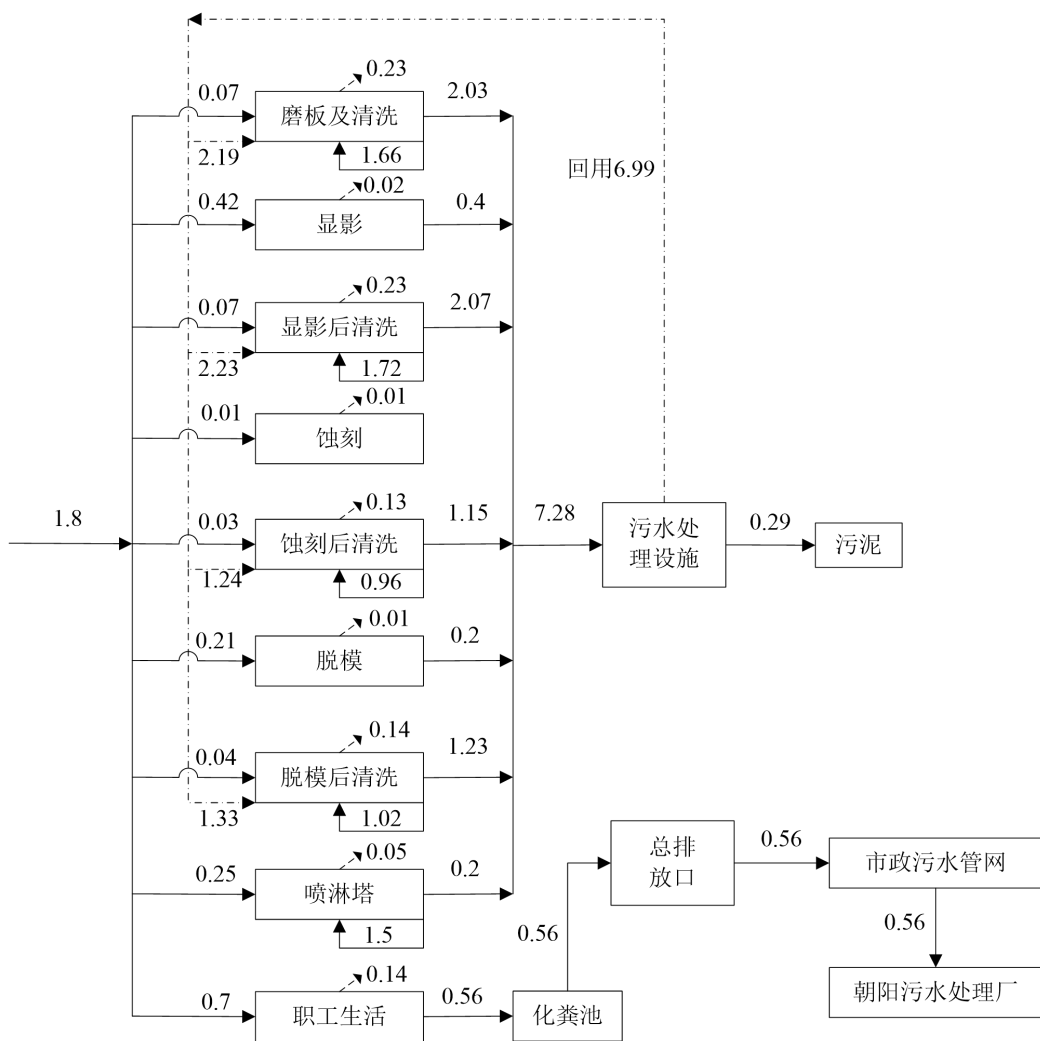 0.23
0.07
磨板及清洗
2.03
2.19
1.66
回用6.99
0.02
0.42
显影
0.4
0.23
0.07
显影后清洗
2.07
2.23
1.72
0.01
0.01
蚀刻
1.8
0.13
0.03
蚀刻后清洗
1.15
7.28
污水处
理设施
0.29
污泥
1.24
0.96
0.01
0.21
脱模
0.2
0.14
0.04
脱模后清洗
1.23
1.33
1.02
0.05
0.25
喷淋塔
0.2
1.5
总排
放口
0.56
市政污水管网
0.56
0.56
0.14
0.7
职工生活
0.56
化粪池
朝阳污水处理厂